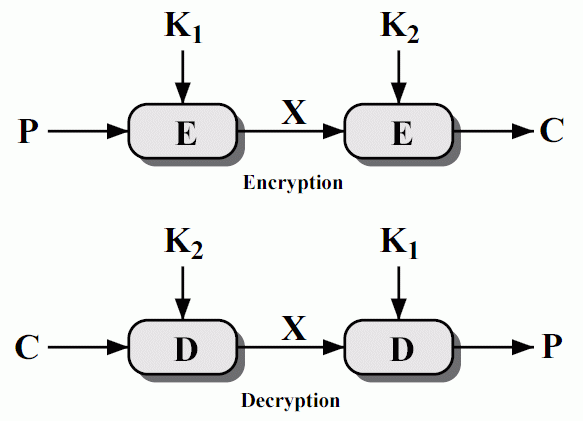 K1 K2
P E X E C
Encryption
K2 K1
C D X D P
Decryption